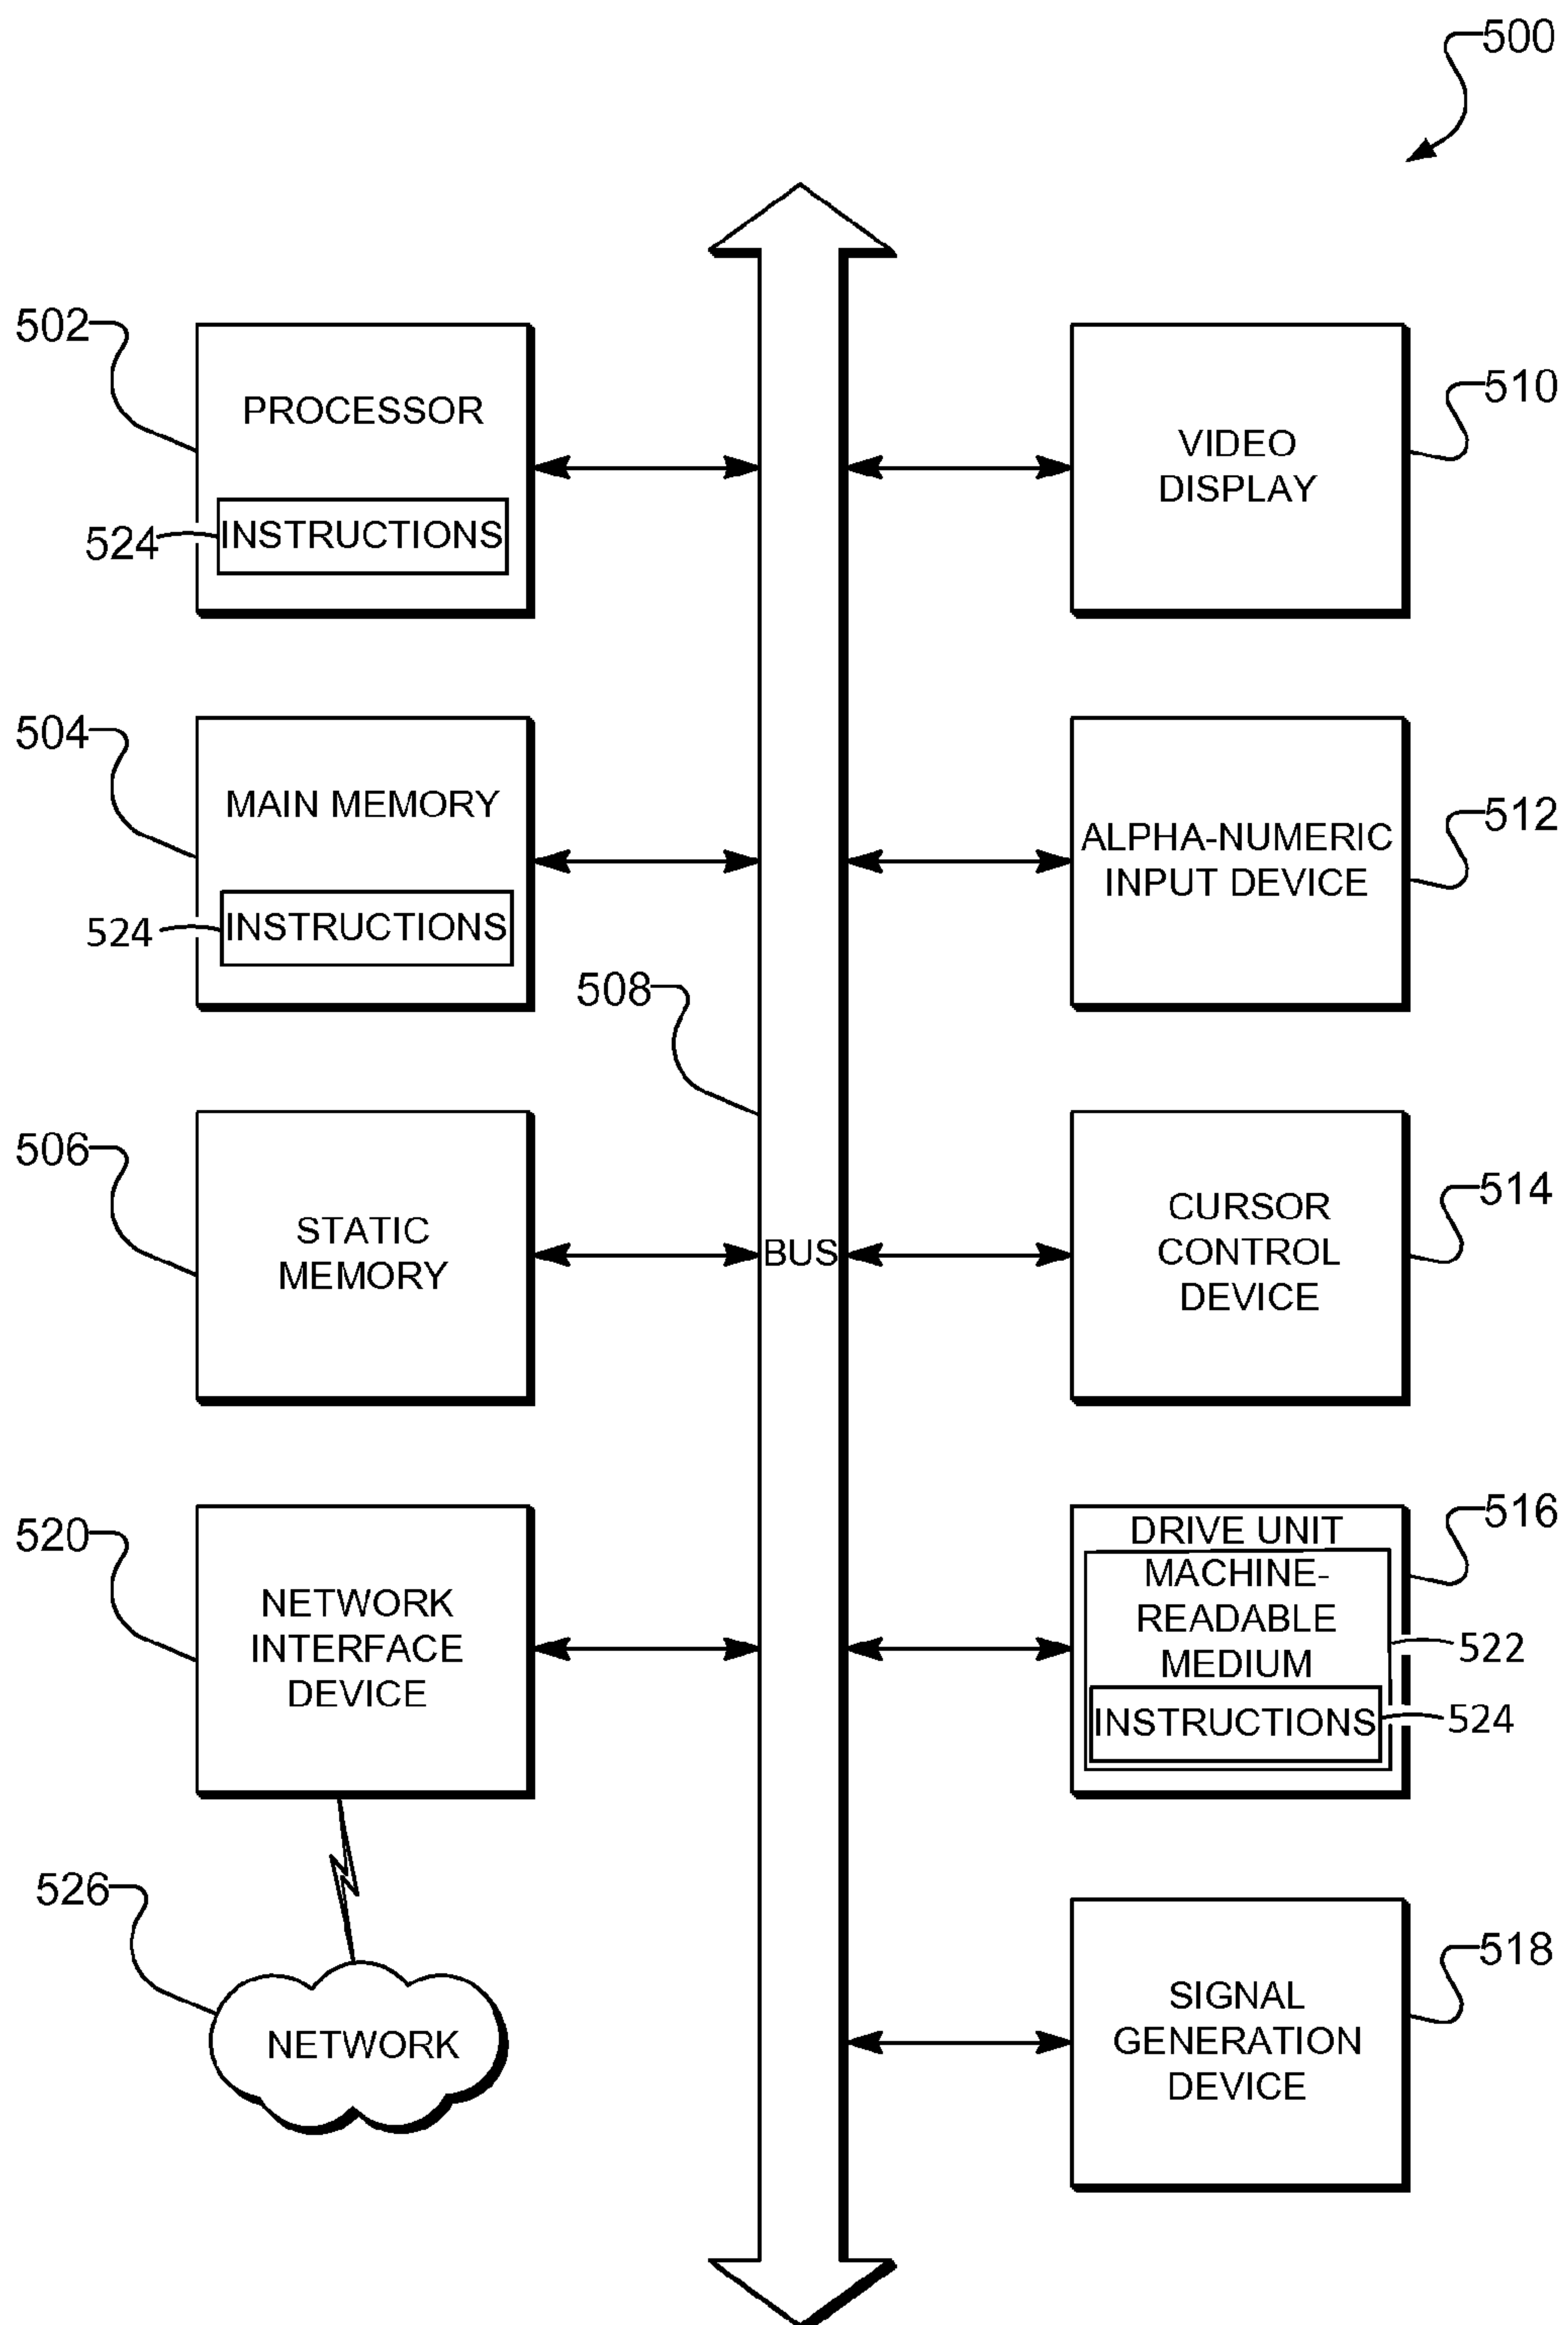 500
502
PROCESSOR
524
INSTRUCTIONS
510
VIDEO
DISPLAY
504
MAIN MEMORY
524
INSTRUCTIONS
512
ALPHA-NUMERIC
INPUT DEVICE
508
BUS
506
STATIC
MEMORY
514
CURSOR
CONTROL
DEVICE
520
NETWORK
INTERFACE
DEVICE
516
DRIVE UNIT
MACHINE-
READABLE
MEDIUM
522
INSTRUCTIONS
524
526
NETWORK
518
SIGNAL
GENERATION
DEVICE